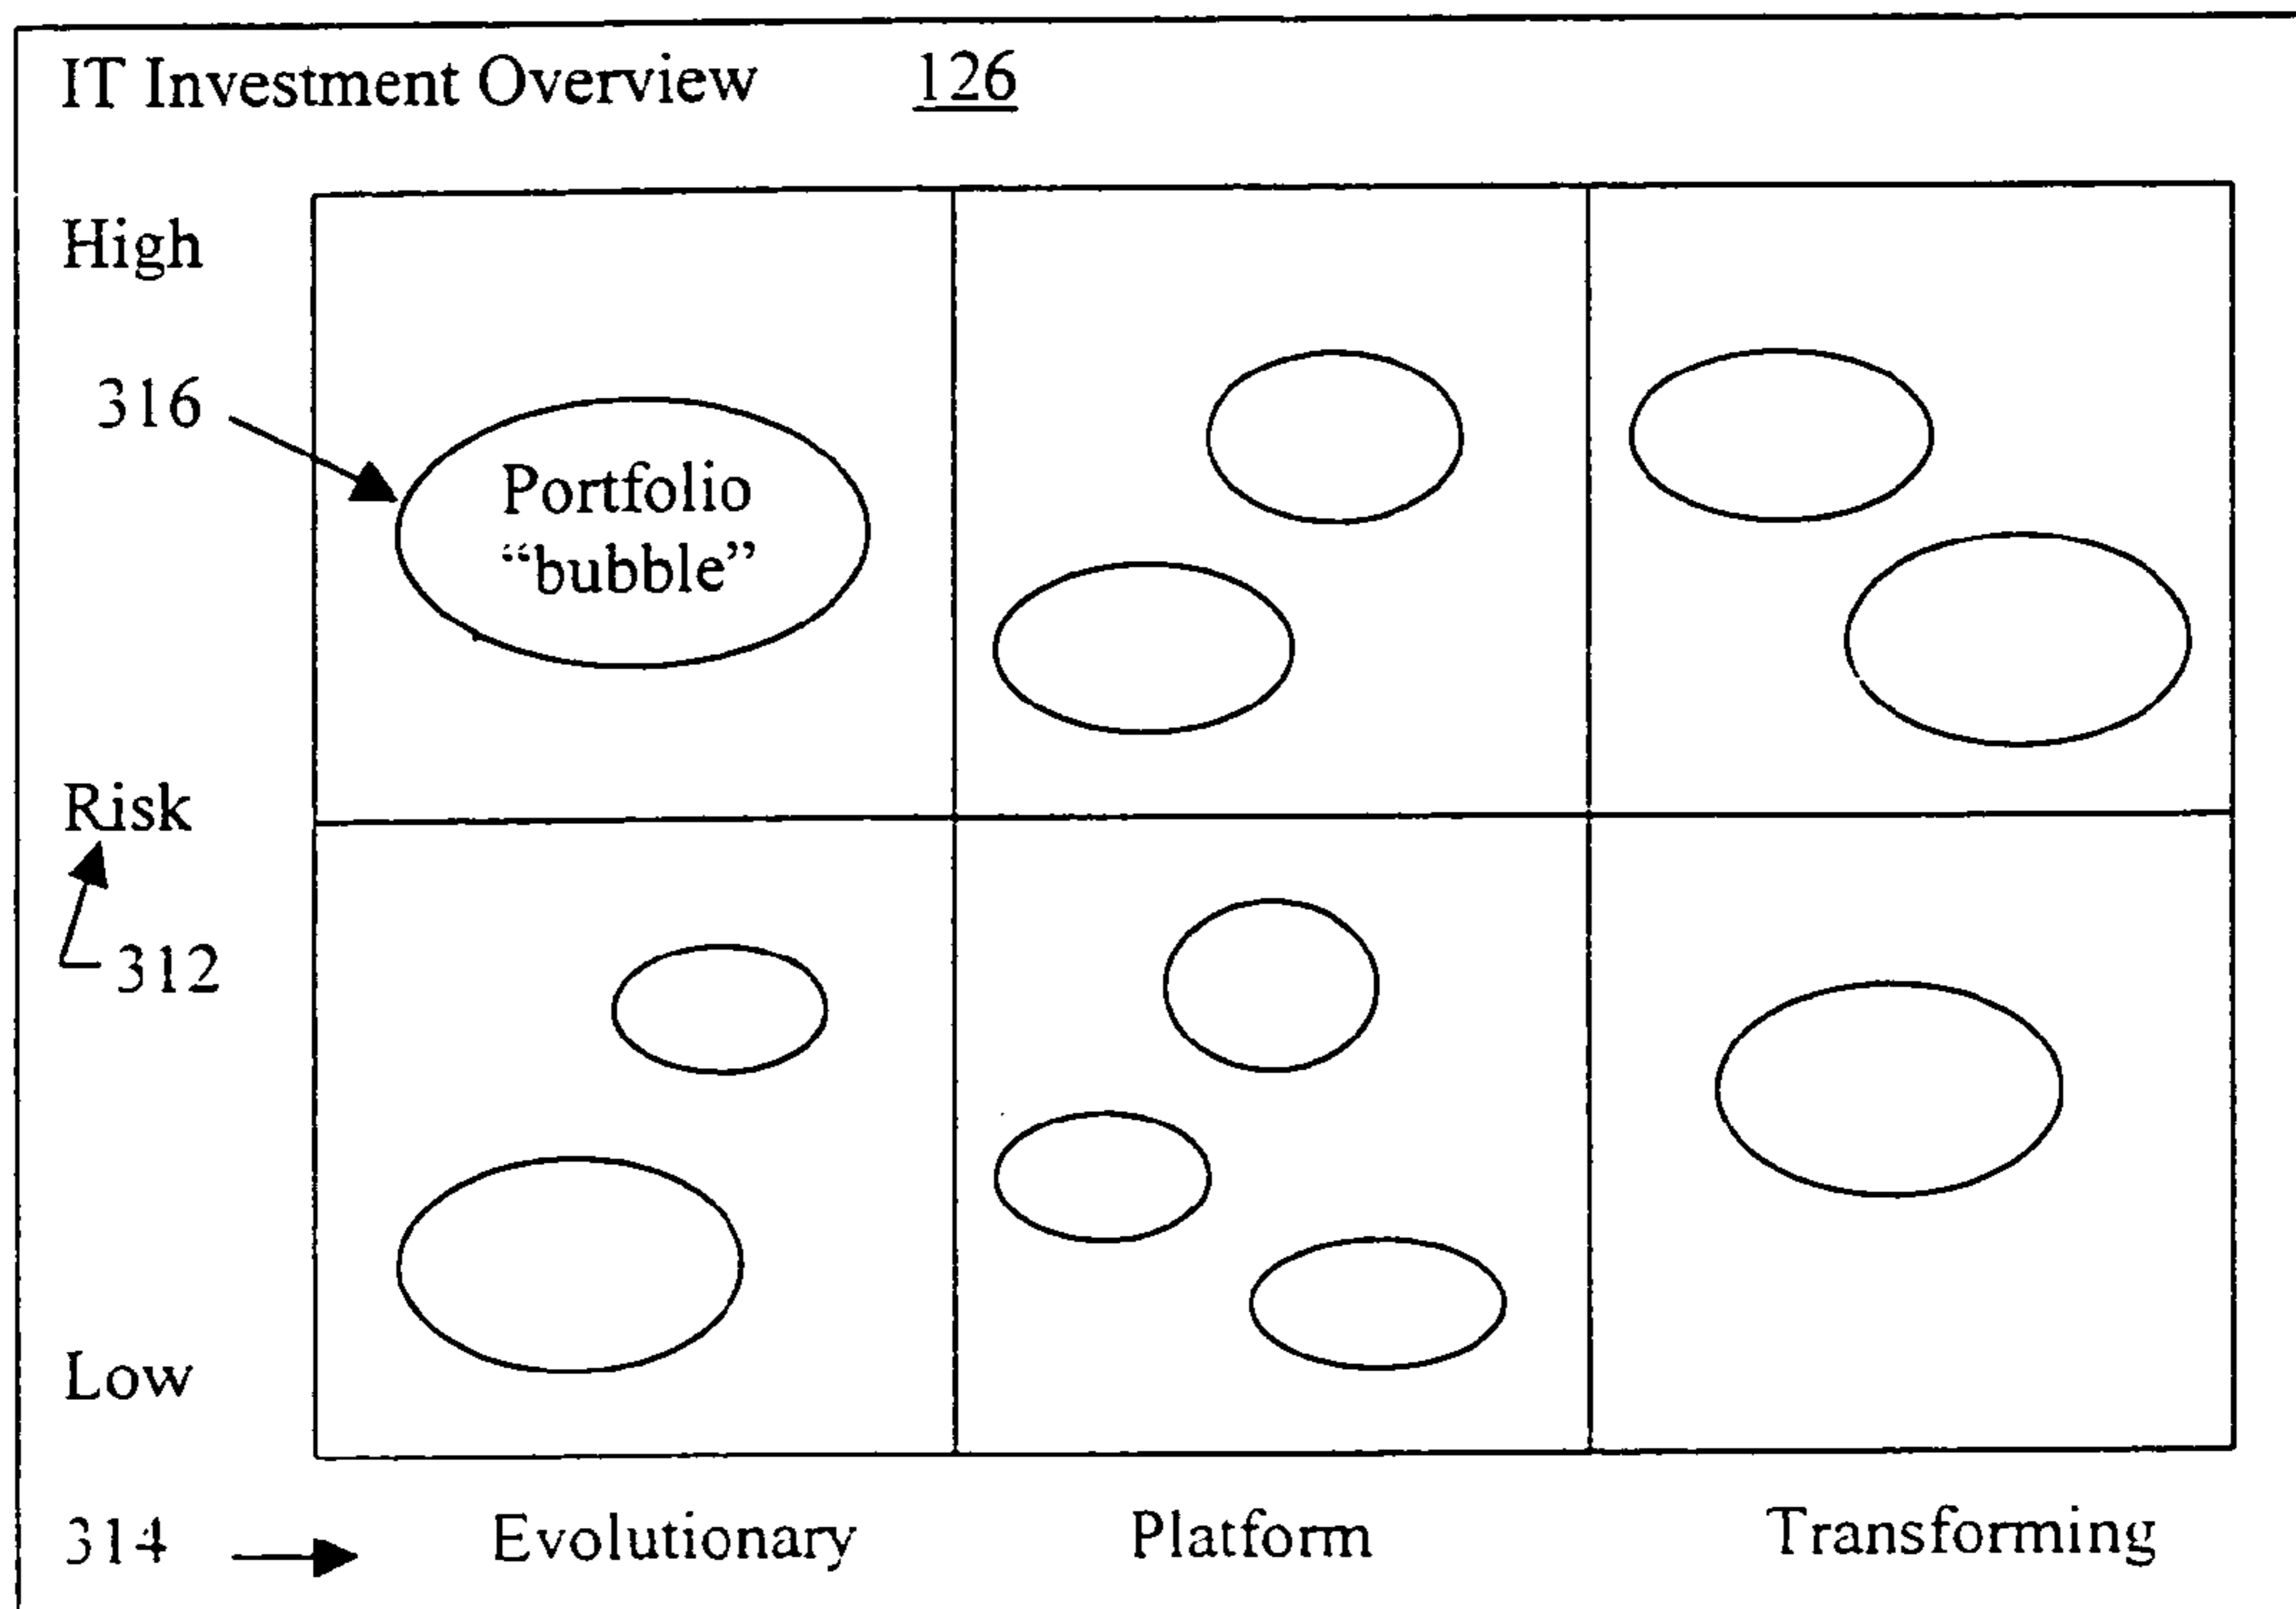 IT Investment Overview 126
High
316
Portfolio
“bubble”
Risk
312
Low
314 Evolutionary Platform Transforming